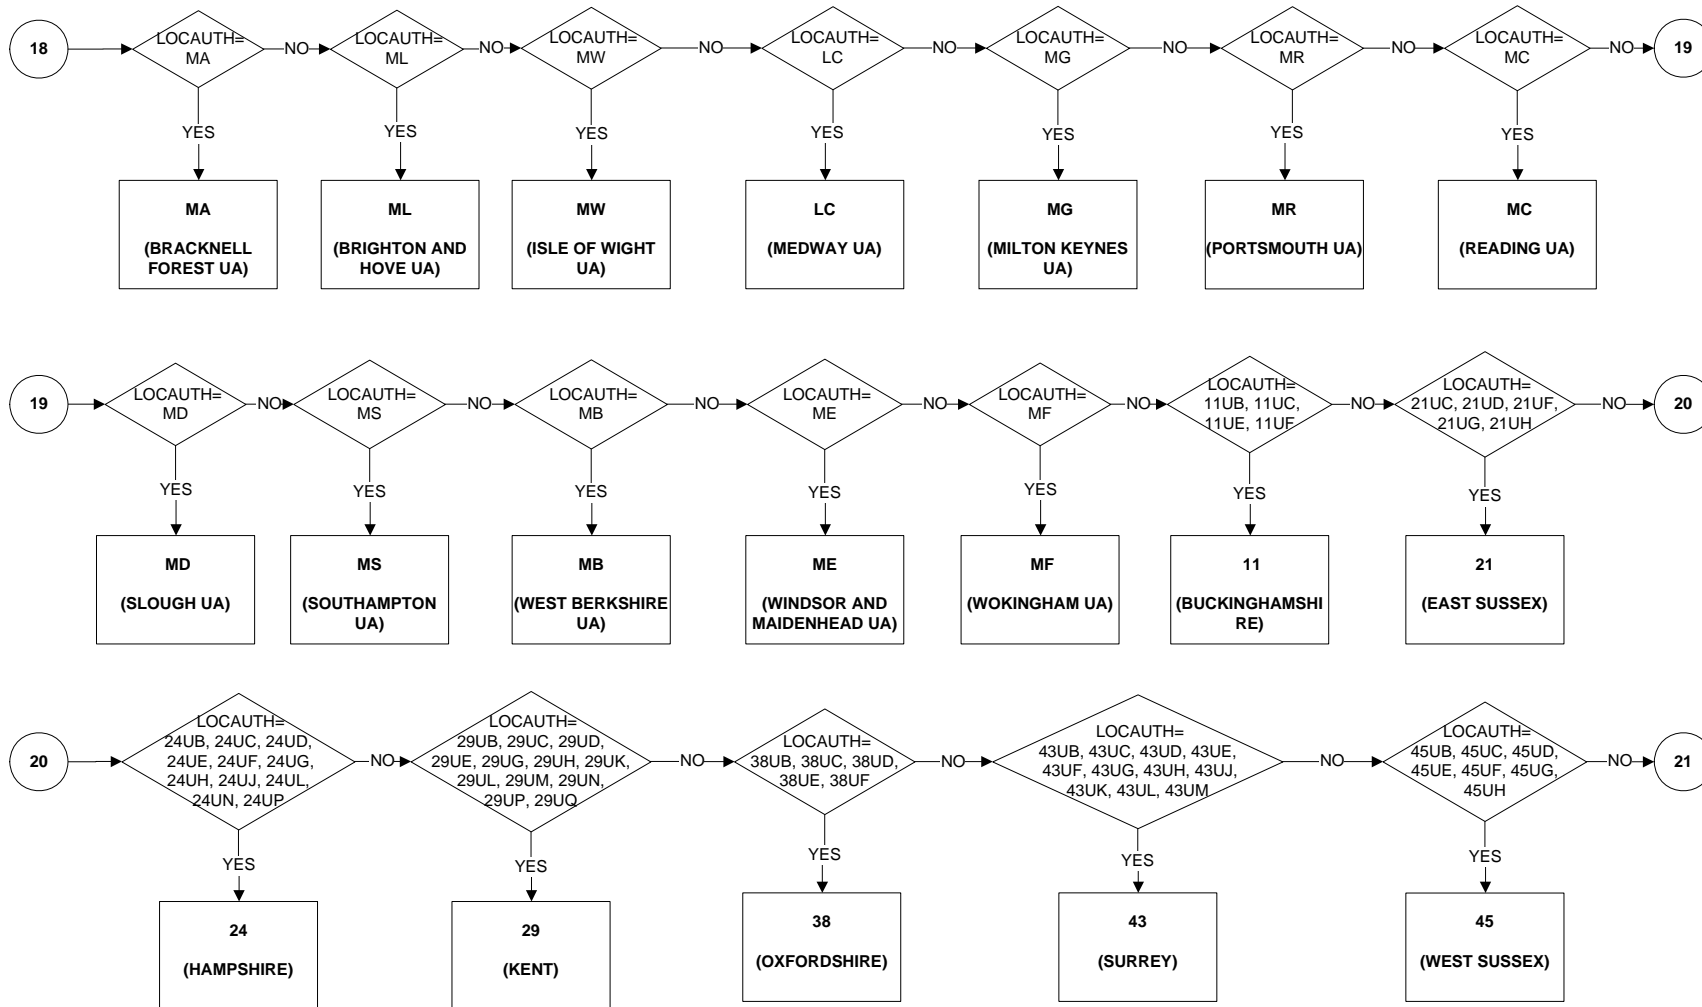 18
LOCAUTH=
MA
NO
LOCAUTH=
ML
NO
LOCAUTH=
MW
NO
LOCAUTH=
LC
NO
LOCAUTH=
MG
NO
LOCAUTH=
MR
NO
LOCAUTH=
MC
NO
19
YES
YES
YES
YES
YES
YES
YES
MA
(BRACKNELL
FOREST UA)
ML
(BRIGHTON AND
HOVE UA)
MW
(ISLE OF WIGHT
UA)
LC
(MEDWAY UA)
MG
(MILTON KEYNES
UA)
MR
(PORTSMOUTH UA)
MC
(READING UA)
19
LOCAUTH=
MD
NO
LOCAUTH=
MS
NO
LOCAUTH=
MB
NO
LOCAUTH=
ME
NO
LOCAUTH=
MF
NO
LOCAUTH=
11UB, 11UC,
11UE, 11UF
NO
LOCAUTH=
21UC, 21UD, 21UF,
21UG, 21UH
NO
20
YES
YES
YES
YES
YES
YES
YES
MD
(SLOUGH UA)
MS
(SOUTHAMPTON
UA)
MB
(WEST BERKSHIRE
UA)
ME
(WINDSOR AND
MAIDENHEAD UA)
MF
(WOKINGHAM UA)
11
(BUCKINGHAMSHI
RE)
21
(EAST SUSSEX)
20
LOCAUTH=
24UB, 24UC, 24UD,
24UE, 24UF, 24UG,
24UH, 24UJ, 24UL,
24UN, 24UP
NO
LOCAUTH=
29UB, 29UC, 29UD,
29UE, 29UG, 29UH, 29UK,
29UL, 29UM, 29UN,
29UP, 29UQ
NO
LOCAUTH=
38UB, 38UC, 38UD,
38UE, 38UF
NO
LOCAUTH=
43UB, 43UC, 43UD, 43UE,
43UF, 43UG, 43UH, 43UJ,
43UK, 43UL, 43UM
NO
LOCAUTH=
45UB, 45UC, 45UD,
45UE, 45UF, 45UG,
45UH
NO
21
YES
YES
YES
YES
YES
24
(HAMPSHIRE)
29
(KENT)
38
(OXFORDSHIRE)
43
(SURREY)
45
(WEST SUSSEX)